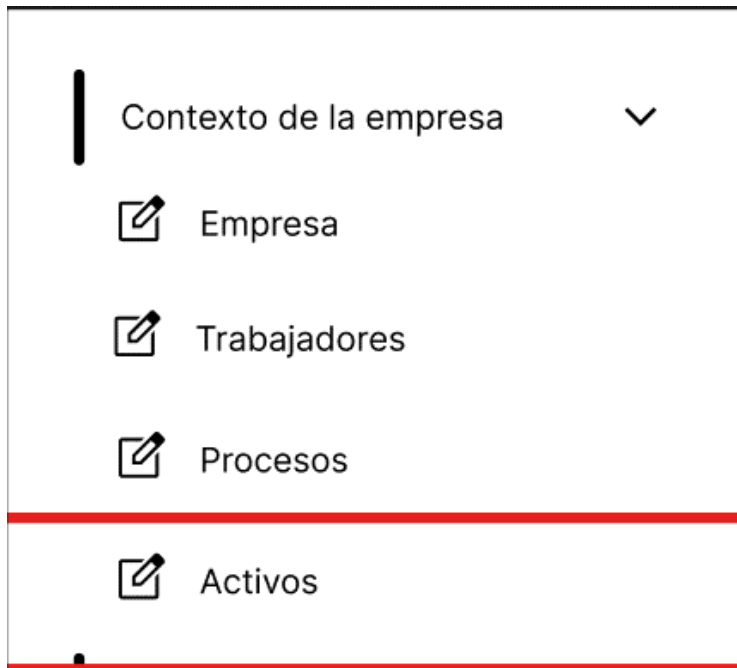 Contexto de la empresa
Empresa
Trabajadores
Procesos
Activos